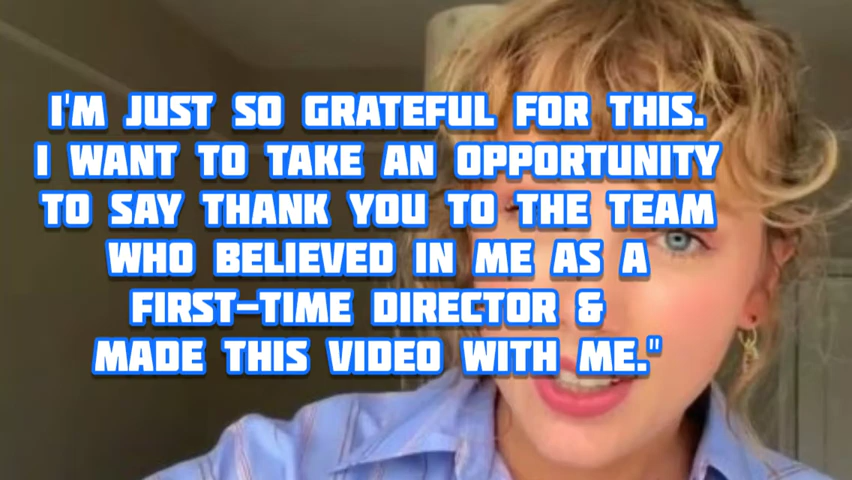 I'M JUST SO GRATEFUL FOR THIS.
I WANT TO TAKE AN OPPORTUNITY
TO SAY THANK YOU TO THE TEAM
WHO BELIEVED IN ME AS A
FIRST-TIME DIRECTOR &
MADE THIS VIDEO WITH ME."